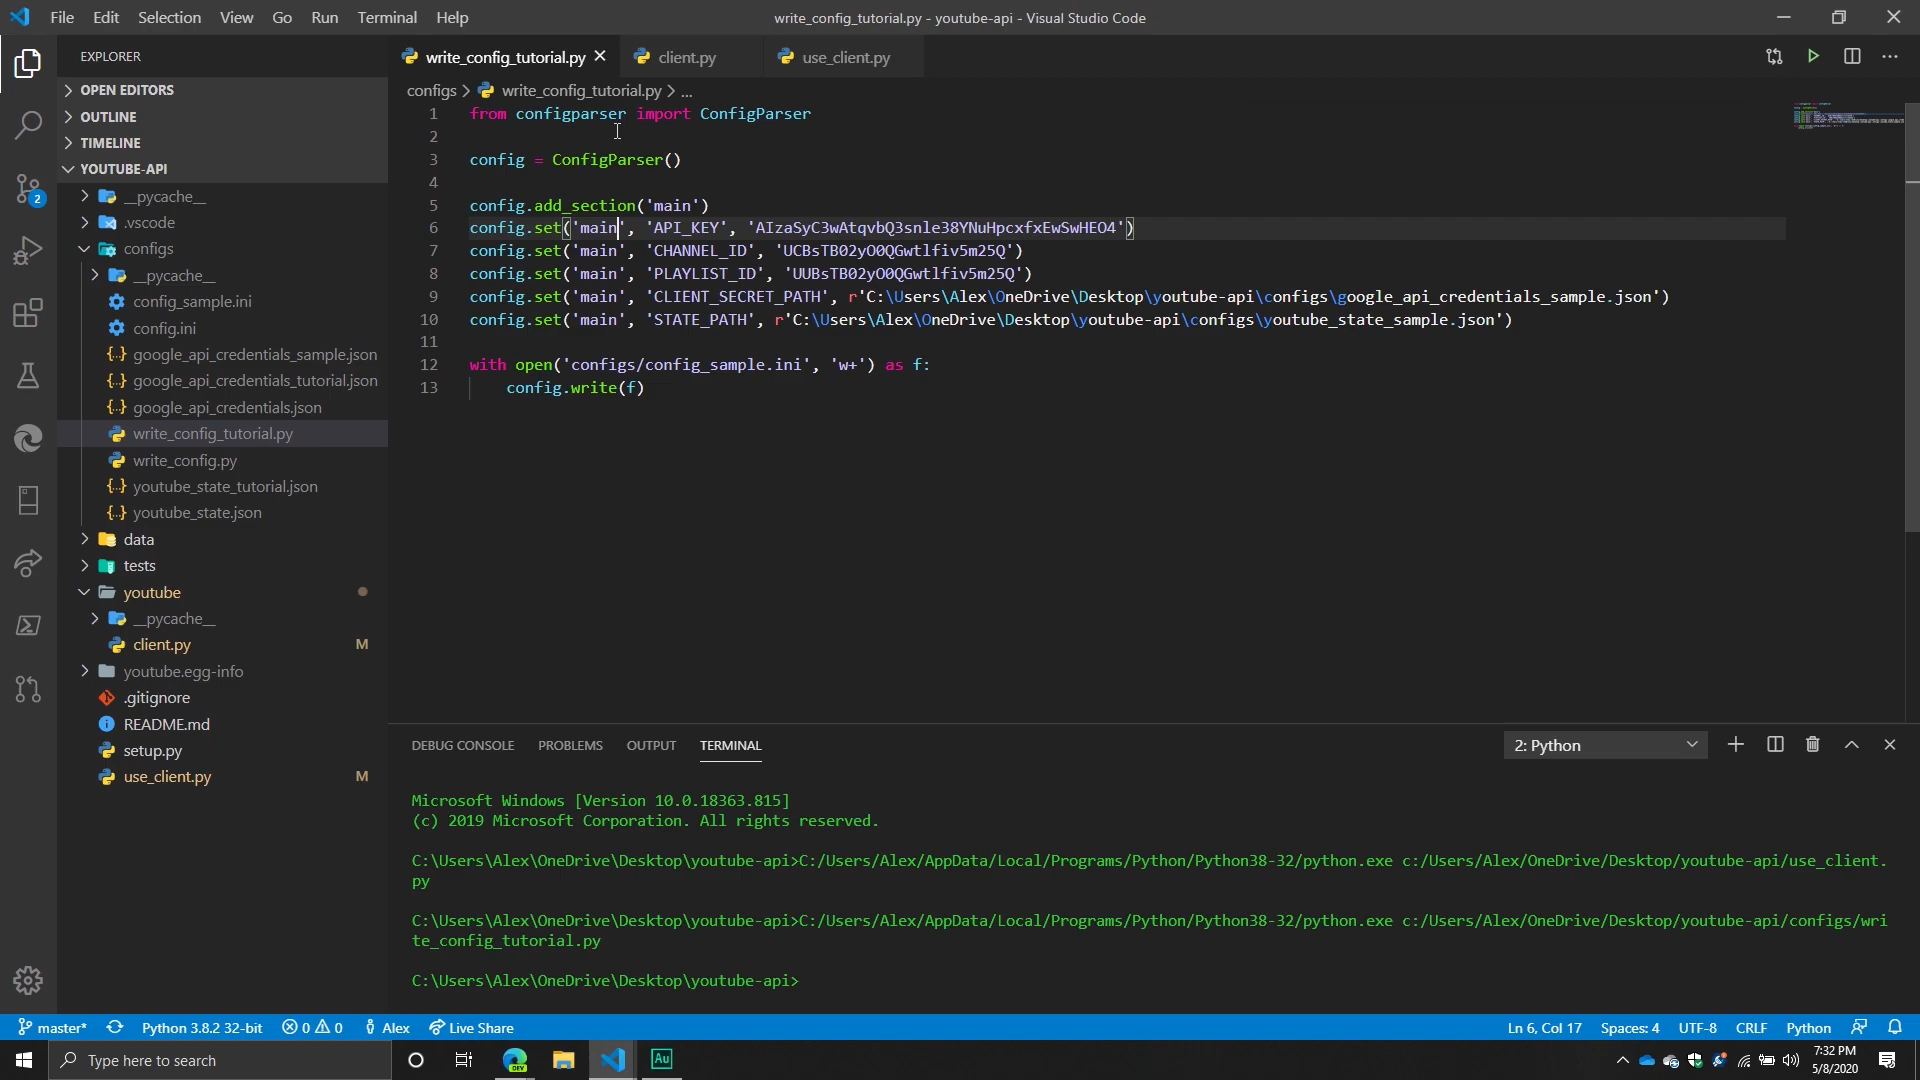 File Edit Selection View Go Run Terminal Help
write_config_tutorial.py - youtube-api - Visual Studio Code
EXPLORER
OPEN EDITORS
OUTLINE
TIMELINE
YOUTUBE-API
__pycache__
.vscode
configs
__pycache__
config_sample.ini
config.ini
google_api_credentials_sample.json
google_api_credentials_tutorial.json
google_api_credentials.json
write_config_tutorial.py
write_config.py
youtube_state_tutorial.json
youtube_state.json
data
tests
youtube
__pycache__
client.py M
youtube.egg-info
.gitignore
README.md
setup.py
use_client.py M
2
write_config_tutorial.py client.py use_client.py
configs > write_config_tutorial.py > ...
1 from configparser import ConfigParser
2
3 config = ConfigParser()
4
5 config.add_section('main')
6 config.set('main', 'API_KEY', 'AIzaSyC3wAtqvbQ3snle38YNuHpcxfxEwSwHEO4')
7 config.set('main', 'CHANNEL_ID', 'UCBsTB02yO0QGwtlfiv5m25Q')
8 config.set('main', 'PLAYLIST_ID', 'UUBsTB02yO0QGwtlfiv5m25Q')
9 config.set('main', 'CLIENT_SECRET_PATH', r'C:\Users\Alex\OneDrive\Desktop\youtube-api\configs\google_api_credentials_sample.json')
10 config.set('main', 'STATE_PATH', r'C:\Users\Alex\OneDrive\Desktop\youtube-api\configs\youtube_state_sample.json')
11
12 with open('configs/config_sample.ini', 'w+') as f:
13 config.write(f)
DEBUG CONSOLE PROBLEMS OUTPUT TERMINAL
2: Python
Microsoft Windows [Version 10.0.18363.815]
(c) 2019 Microsoft Corporation. All rights reserved.
C:\Users\Alex\OneDrive\Desktop\youtube-api>C:/Users/Alex/AppData/Local/Programs/Python/Python38-32/python.exe c:/Users/Alex/OneDrive/Desktop/youtube-api/use_client.
py
C:\Users\Alex\OneDrive\Desktop\youtube-api>C:/Users/Alex/AppData/Local/Programs/Python/Python38-32/python.exe c:/Users/Alex/OneDrive/Desktop/youtube-api/configs/wri
te_config_tutorial.py
C:\Users\Alex\OneDrive\Desktop\youtube-api>
master* Python 3.8.2 32-bit 0 0 Alex Live Share
Ln 6, Col 17 Spaces: 4 UTF-8 CRLF Python
Type here to search
DEV
Au
7:32 PM
5/8/2020